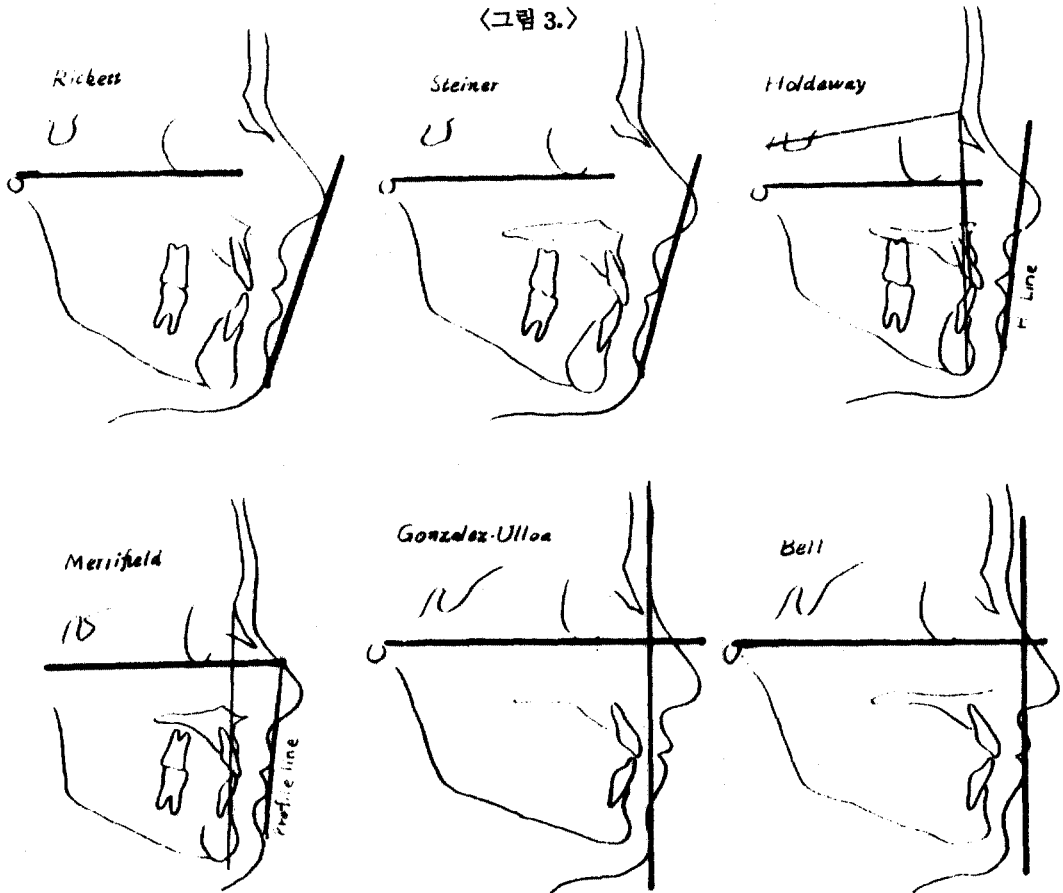 〈그림 3.〉
Rickett
Steiner
Holdaway
H Line
Merrifield
Profile line
Gonzalez-Ulloa
Bell